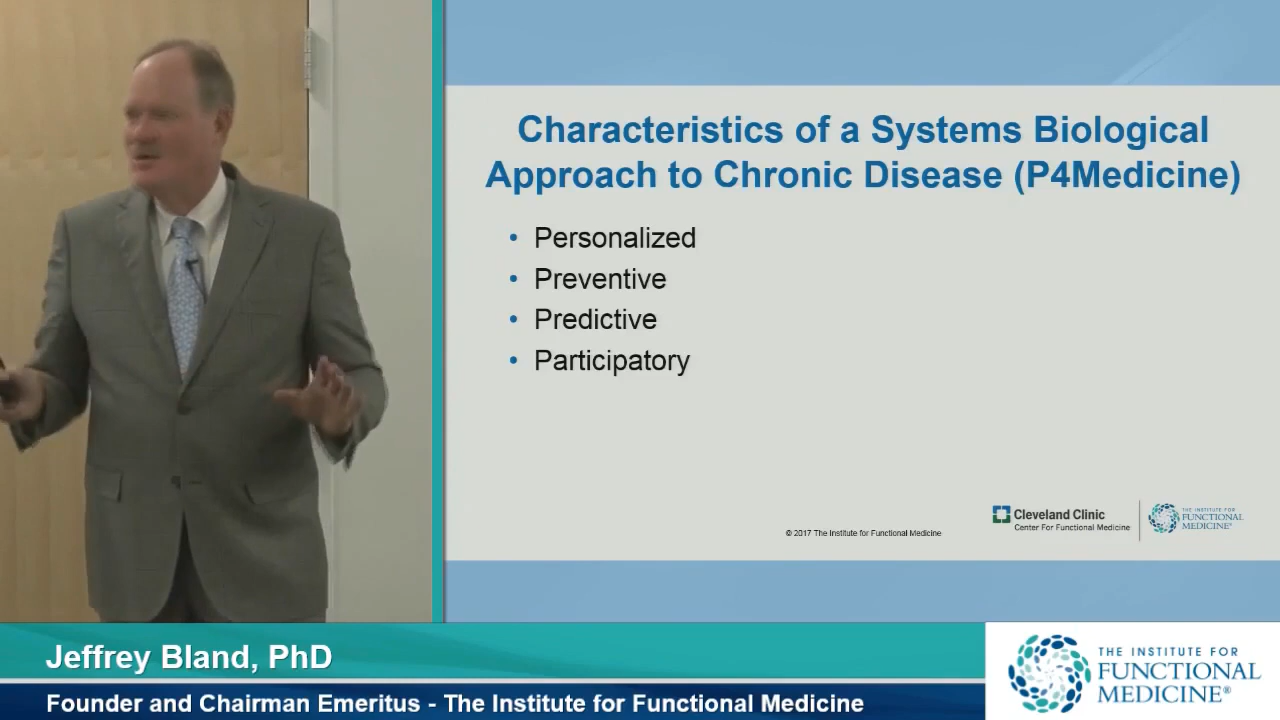 Characteristics of a Systems Biological
Approach to Chronic Disease (P4Medicine)
• Personalized
• Preventive
• Predictive
• Participatory
© 2017 The Institute for Functional Medicine
Cleveland Clinic
Center For Functional Medicine
THE INSTITUTE FOR
FUNCTIONAL
MEDICINE®
Jeffrey Bland, PhD
Founder and Chairman Emeritus - The Institute for Functional Medicine
THE INSTITUTE FOR
FUNCTIONAL
MEDICINE®